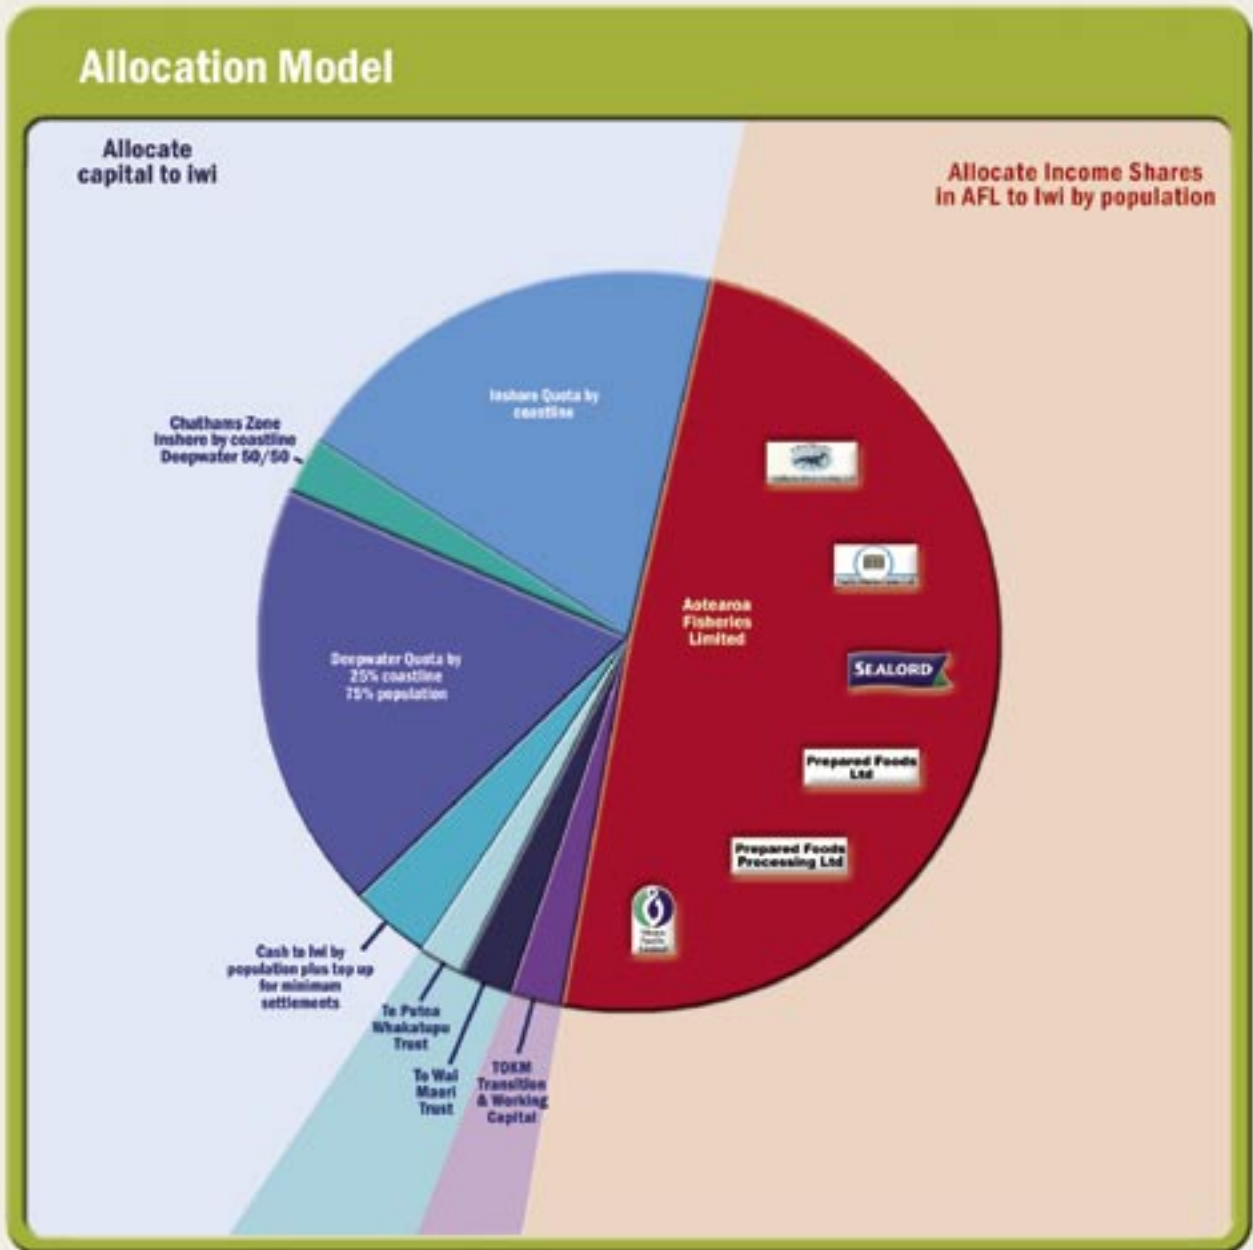 Allocation Model
Allocate
capital to iwi
Allocate Income Shares
in AFL to Iwi by population
Inshore Quota by
coastline
Chathams Zone
Inshore by coastline
Deepwater 50/50
Aotearoa
Fisheries
Limited
Deepwater Quota by
25% coastline
75% population
SEALORD
Prepared Foods
Ltd
Prepared Foods
Processing Ltd
Cash to Iwi by
population plus top up
for minimum
settlements
Te Putea
Whakatupu
Trust
Te Wai
Maori
Trust
TOKM
Transition
& Working
Capital